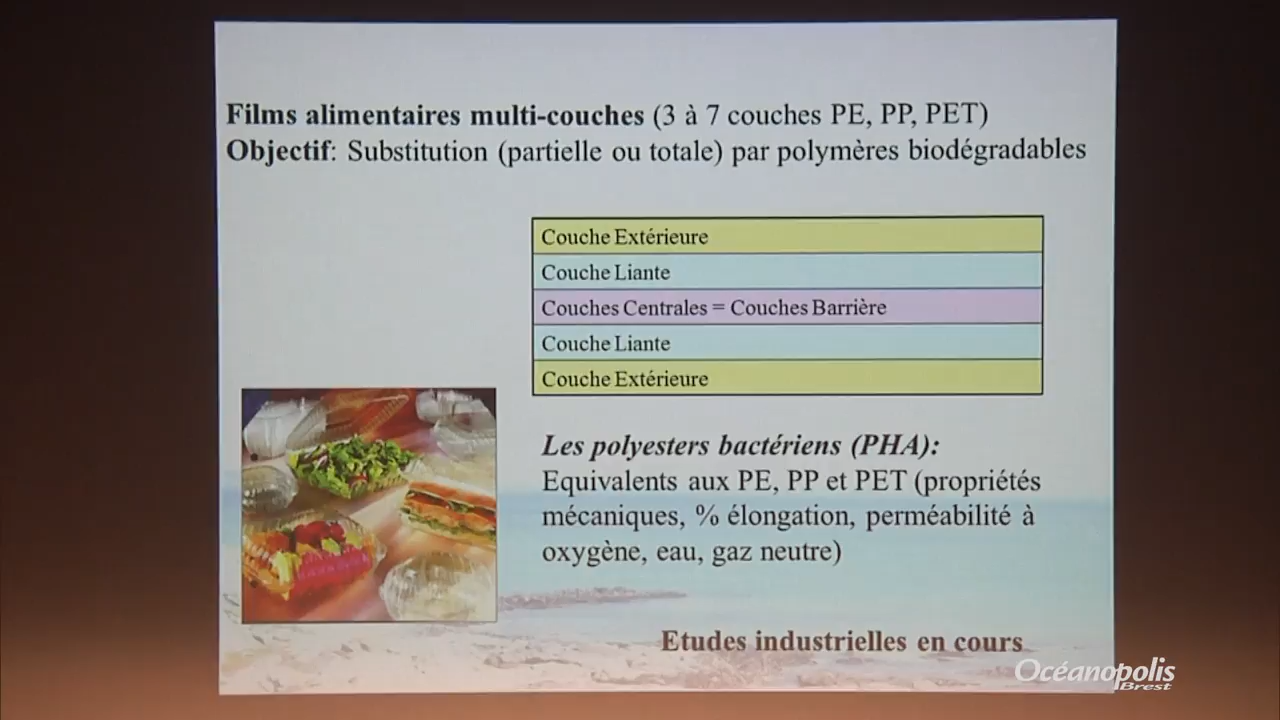 Films alimentaires multi-couches (3 à 7 couches PE, PP, PET)
Objectif: Substitution (partielle ou totale) par polymères biodégradables
Couche Extérieure
Couche Liante
Couches Centrales = Couches Barrière
Couche Liante
Couche Extérieure
Les polyesters bactériens (PHA):
Equivalents aux PE, PP et PET (propriétés
mécaniques, % élongation, perméabilité à
oxygène, eau, gaz neutre)
Etudes industrielles en cours
Océanopolis
Brest